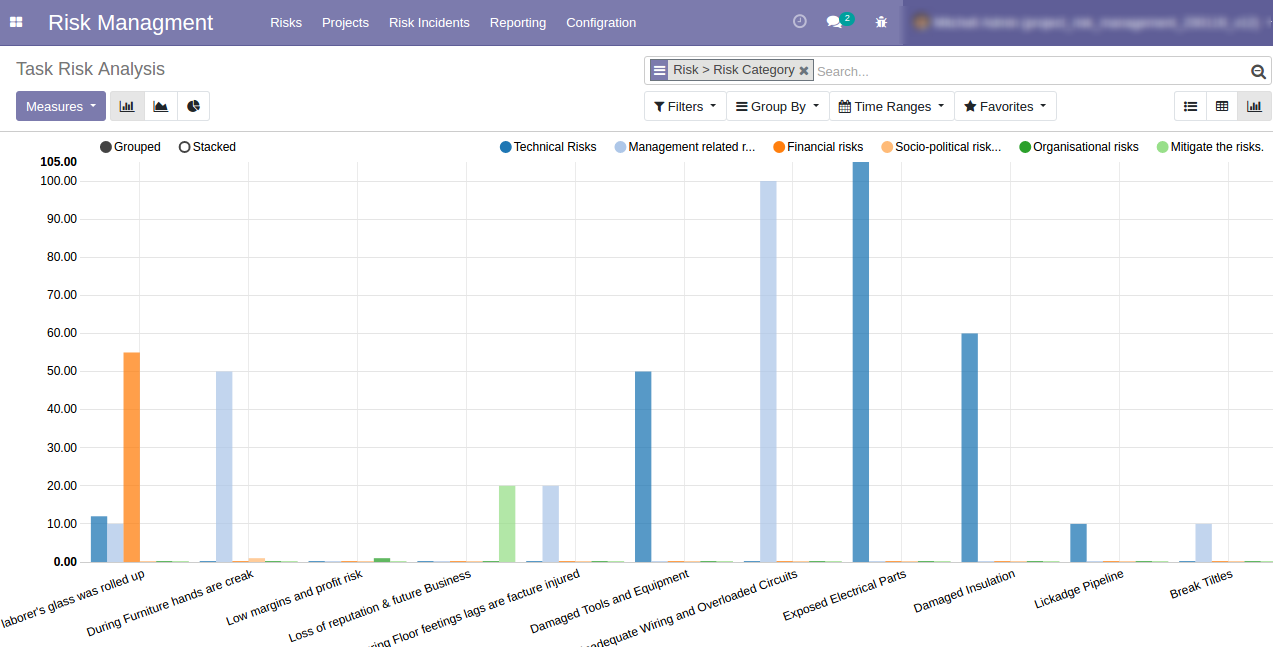 Risk Managment Risks Projects Risk Incidents Reporting Configration 2
Task Risk Analysis
Risk > Risk Category Search...
Measures Filters Group By Time Ranges Favorites
Grouped Stacked Technical Risks Management related r... Financial risks Socio-political risk... Organisational risks Mitigate the risks.
105.00
100.00
90.00
80.00
70.00
60.00
50.00
40.00
30.00
20.00
10.00
0.00
laborer's glass was rolled up
During Furniture hands are creak
Low margins and profit risk
Loss of reputation & future Business
Floor feetings lags are facture injured
Damaged Tools and Equipment
Wiring and Overloaded Circuits
Exposed Electrical Parts
Damaged Insulation
Lickadge Pipeline
Break Tiltles